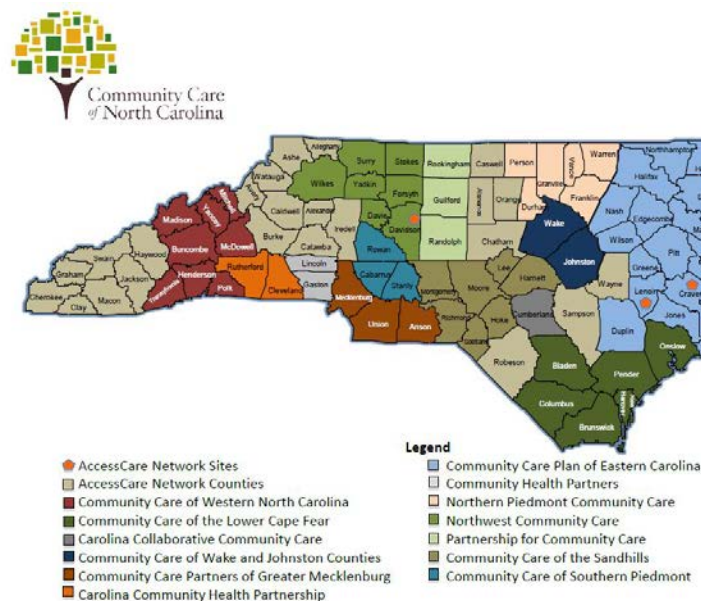 Community Care
of North Carolina
Alleghany
Ashe
Surry
Stokes
Rockingham
Caswell
Person
Warren
Northhampton
Watauga
Wilkes
Yadkin
Forsyth
Guilford
Orange
Durham
Granville
Vance
Franklin
Halifax
Avery
Mitchell
Yancey
Madison
Caldwell
Alexander
Iredell
Davie
Davidson
Randolph
Alamance
Chatham
Wake
Nash
Edgecombe
Wilson
Pitt
Buncombe
McDowell
Burke
Catawba
Rowan
Johnston
Greene
Haywood
Swain
Graham
Jackson
Cherokee
Clay
Macon
Henderson
Transylvania
Polk
Rutherford
Cleveland
Lincoln
Gaston
Mecklenburg
Cabarrus
Stanly
Union
Anson
Montgomery
Moore
Lee
Harnett
Richmond
Scotland
Hoke
Cumberland
Sampson
Wayne
Lenoir
Craven
Jones
Duplin
Onslow
Robeson
Bladen
Pender
Columbus
Brunswick
New
Hanover
Legend
AccessCare Network Sites
AccessCare Network Counties
Community Care of Western North Carolina
Community Care of the Lower Cape Fear
Carolina Collaborative Community Care
Community Care of Wake and Johnston Counties
Community Care Partners of Greater Mecklenburg
Carolina Community Health Partnership
Community Care Plan of Eastern Carolina
Community Health Partners
Northern Piedmont Community Care
Northwest Community Care
Partnership for Community Care
Community Care of the Sandhills
Community Care of Southern Piedmont